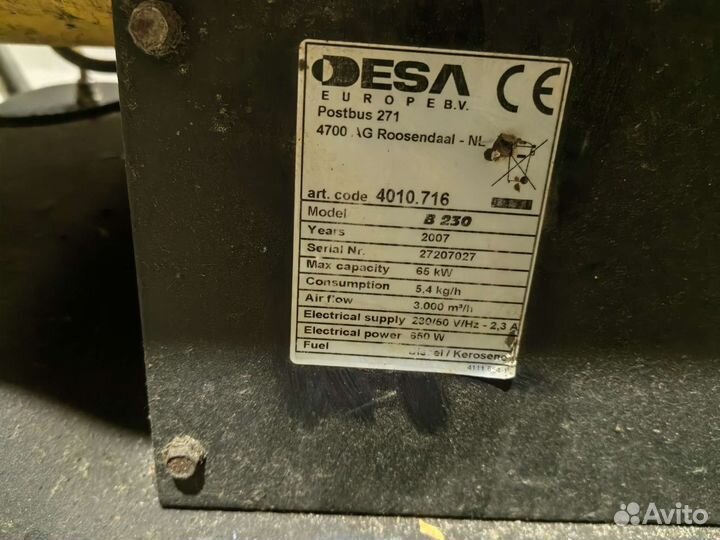 DESA
EUROPE B.V.
Postbus 271
4700 AG Roosendaal - NL
CE
art. code 4010.716
Model B 230
Years 2007
Serial Nr. 27207027
Max capacity 65 kW
Consumption 5,4 kg/h
Air flow 3.000 m³/h
Electrical supply 230/50 V/Hz - 2,3 A
Electrical power 650 W
Fuel Diesel / Kerosene
Avito